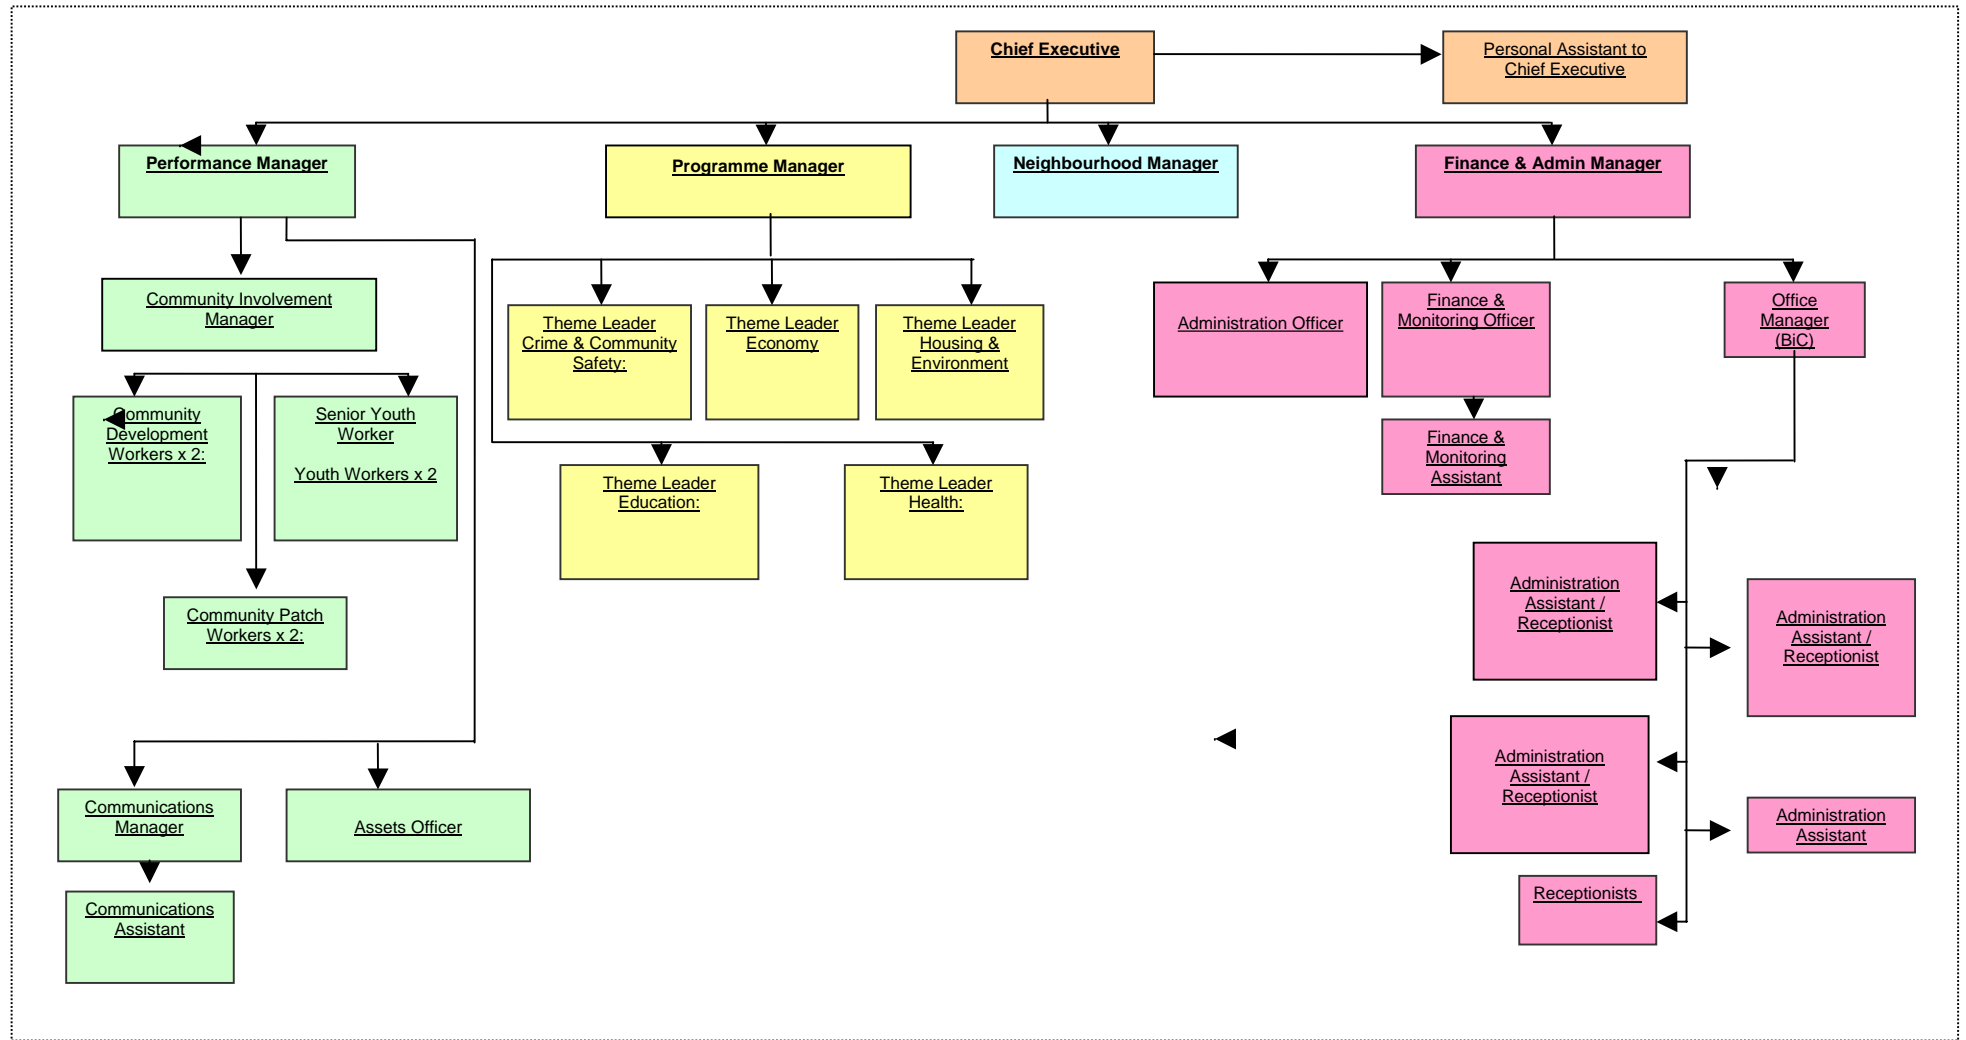 Chief Executive
Personal Assistant to
Chief Executive
Performance Manager
Programme Manager
Neighbourhood Manager
Finance & Admin Manager
Community Involvement
Manager
Theme Leader
Crime & Community
Safety:
Theme Leader
Economy
Theme Leader
Housing &
Environment
Administration Officer
Finance &
Monitoring Officer
Office
Manager
(BiC)
Community
Development
Workers x 2:
Senior Youth
Worker
Youth Workers x 2
Finance &
Monitoring
Assistant
Theme Leader
Education:
Theme Leader
Health:
Community Patch
Workers x 2:
Administration
Assistant /
Receptionist
Administration
Assistant /
Receptionist
Administration
Assistant /
Receptionist
Communications
Manager
Assets Officer
Administration
Assistant
Communications
Assistant
Receptionists